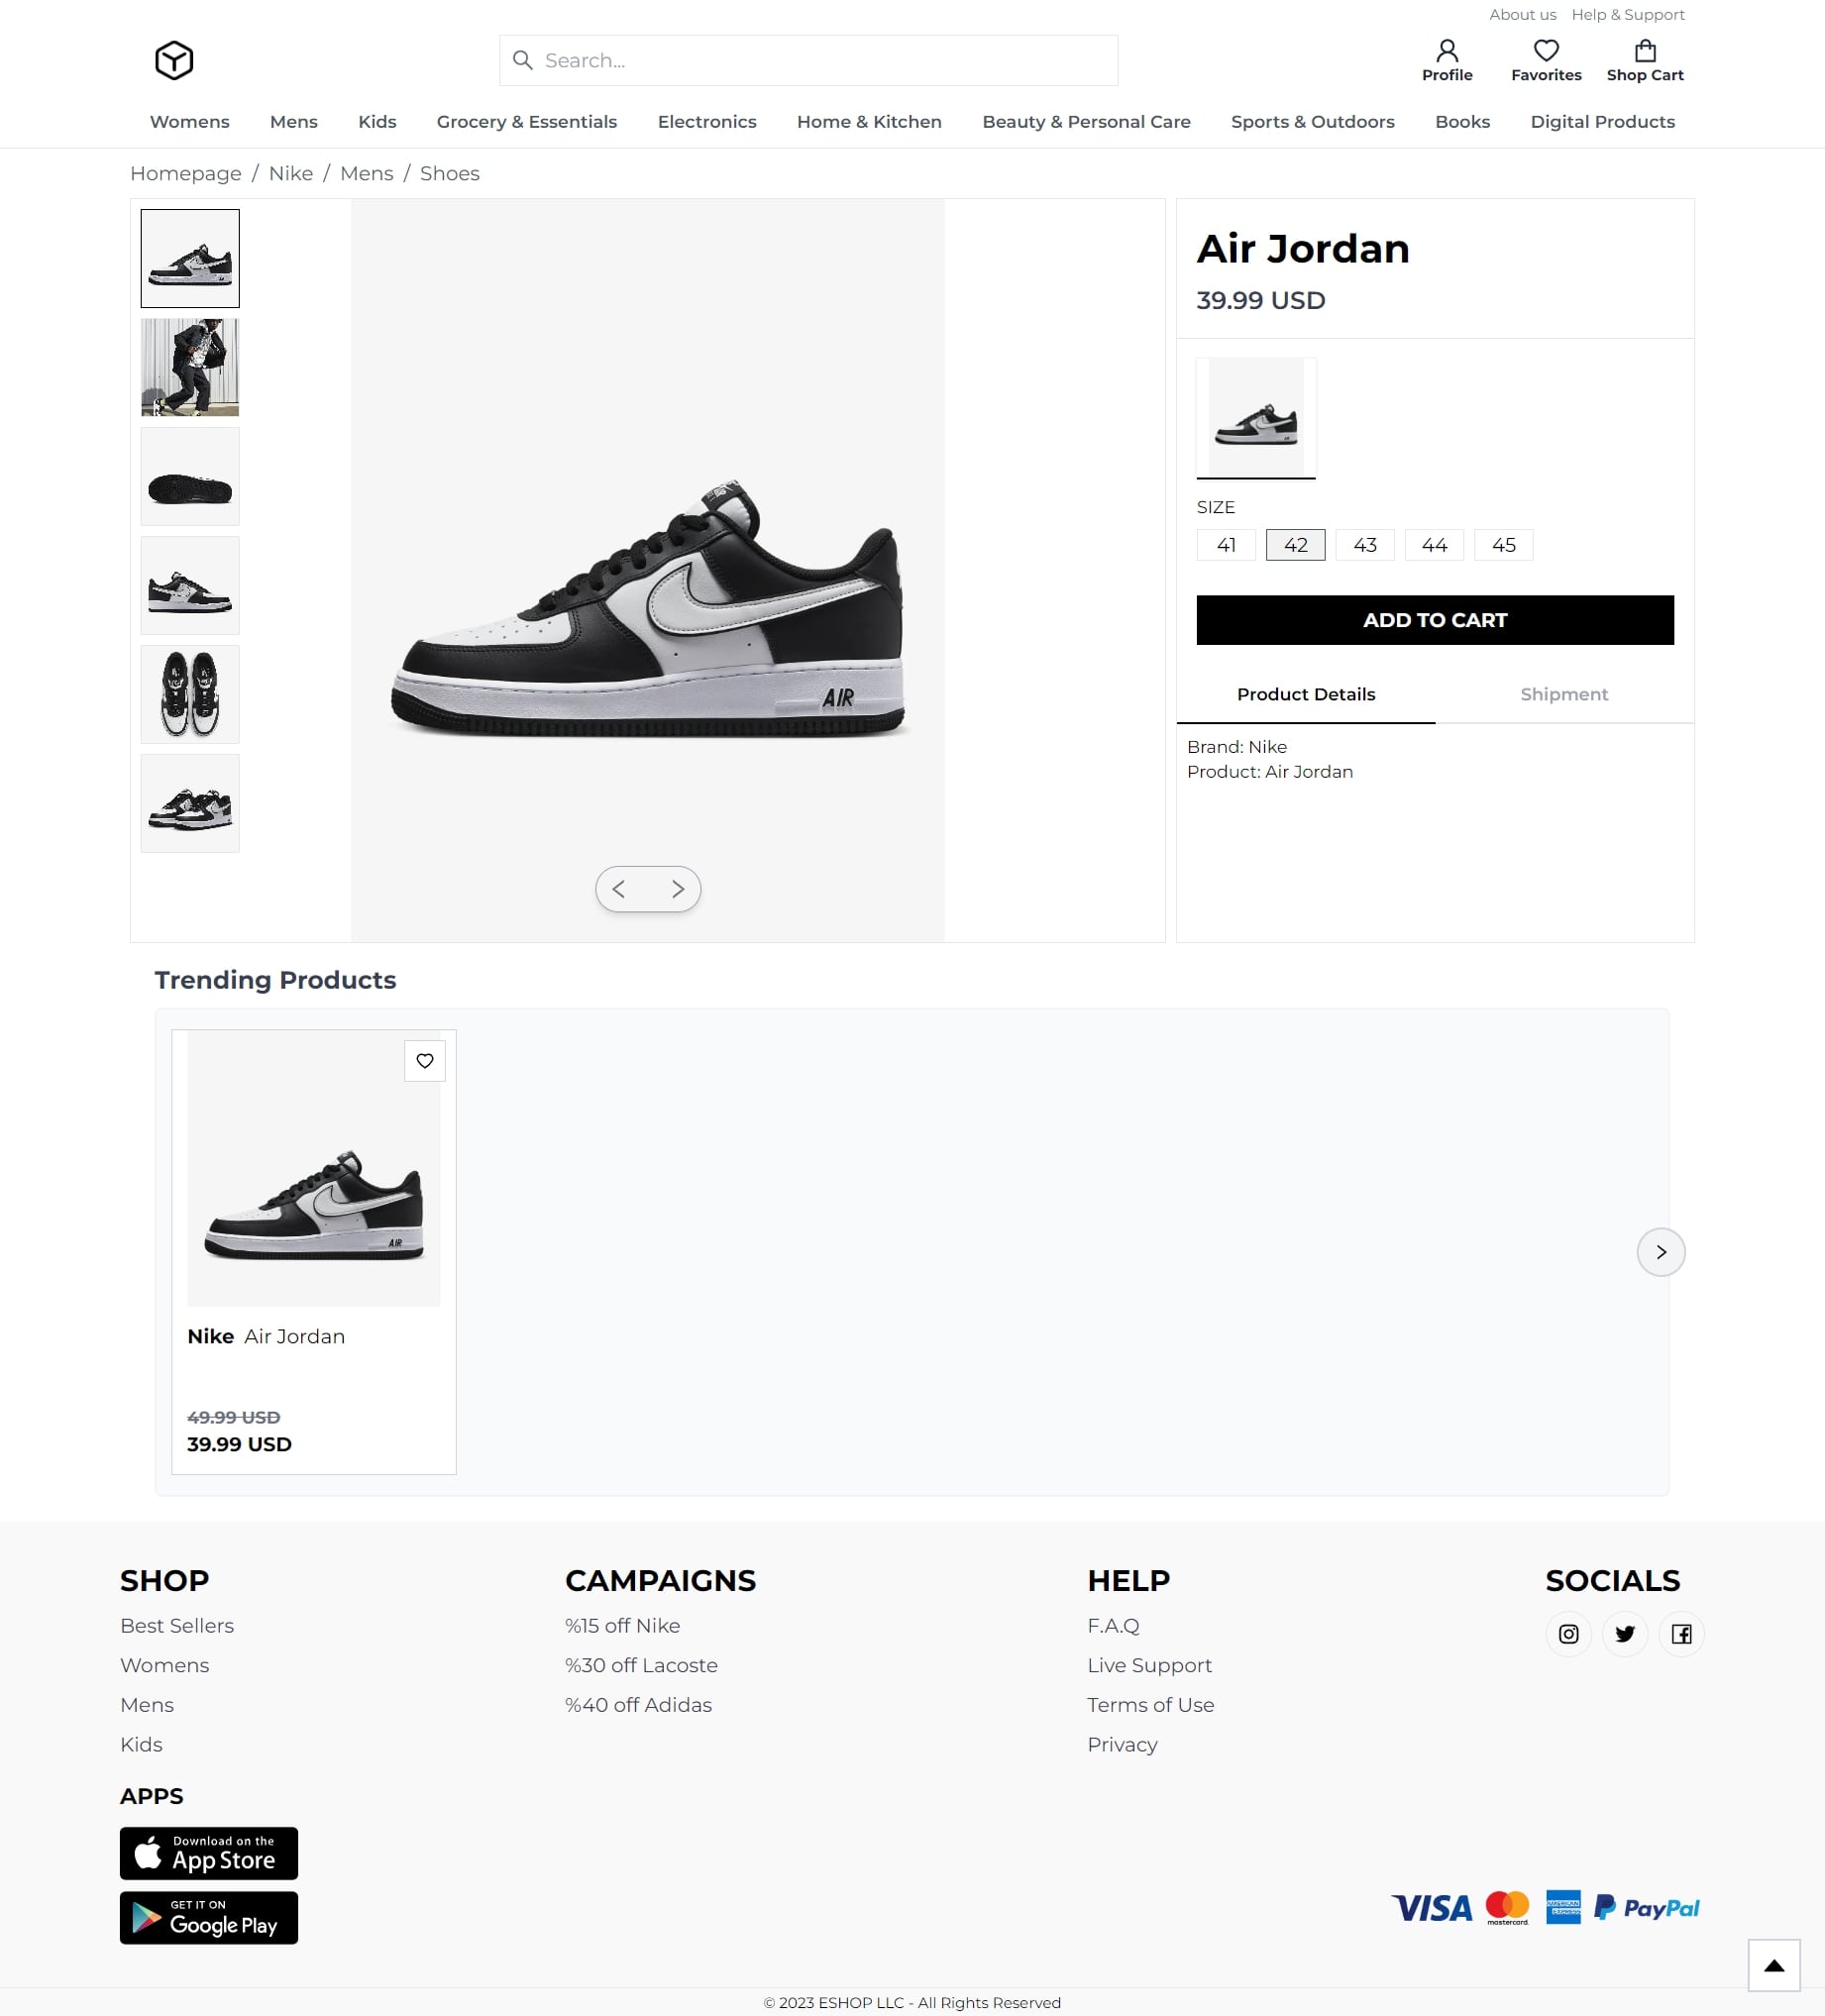 About us Help & Support
Search...
Profile Favorites Shop Cart
Womens Mens Kids Grocery & Essentials Electronics Home & Kitchen Beauty & Personal Care Sports & Outdoors Books Digital Products
Homepage / Nike / Mens / Shoes
Air Jordan
39.99 USD
SIZE
41 42 43 44 45
ADD TO CART
Product Details Shipment
Brand: Nike
Product: Air Jordan
AIR
Trending Products
AIR
Nike Air Jordan
49.99 USD
39.99 USD
SHOP
Best Sellers
Womens
Mens
Kids
CAMPAIGNS
%15 off Nike
%30 off Lacoste
%40 off Adidas
HELP
F.A.Q
Live Support
Terms of Use
Privacy
SOCIALS
APPS
Download on the
App Store
GET IT ON
Google Play
VISA mastercard. AMERICAN EXPRESS PayPal
© 2023 ESHOP LLC - All Rights Reserved